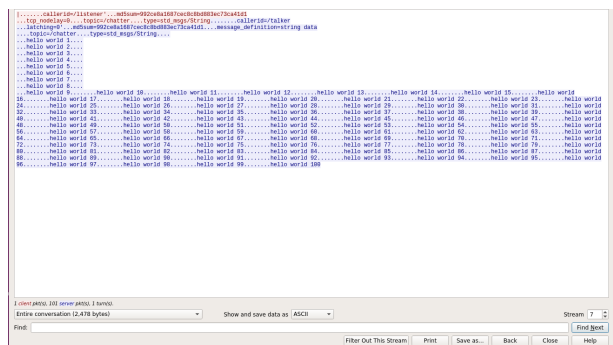 |.......callerid=/listener'...md5sum=992ce8a1687cec8c8bd883ec73ca41d1
...tcp_nodelay=0....topic=/chatter....type=std_msgs/String........callerid=/talker
...latching=0'...md5sum=992ce8a1687cec8c8bd883ec73ca41d1....message_definition=string data
....topic=/chatter....type=std_msgs/String....
...hello world 1....
...hello world 2....
...hello world 3....
...hello world 4....
...hello world 5....
...hello world 6....
...hello world 7....
...hello world 8....
...hello world 9........hello world 10........hello world 11........hello world 12........hello world 13........hello world 14........hello world 15........hello world
16........hello world 17........hello world 18........hello world 19........hello world 20........hello world 21........hello world 22........hello world 23........hello world
24........hello world 25........hello world 26........hello world 27........hello world 28........hello world 29........hello world 30........hello world 31........hello world
32........hello world 33........hello world 34........hello world 35........hello world 36........hello world 37........hello world 38........hello world 39........hello world
40........hello world 41........hello world 42........hello world 43........hello world 44........hello world 45........hello world 46........hello world 47........hello world
48........hello world 49........hello world 50........hello world 51........hello world 52........hello world 53........hello world 54........hello world 55........hello world
56........hello world 57........hello world 58........hello world 59........hello world 60........hello world 61........hello world 62........hello world 63........hello world
64........hello world 65........hello world 66........hello world 67........hello world 68........hello world 69........hello world 70........hello world 71........hello world
72........hello world 73........hello world 74........hello world 75........hello world 76........hello world 77........hello world 78........hello world 79........hello world
80........hello world 81........hello world 82........hello world 83........hello world 84........hello world 85........hello world 86........hello world 87........hello world
88........hello world 89........hello world 90........hello world 91........hello world 92........hello world 93........hello world 94........hello world 95........hello world
96........hello world 97........hello world 98........hello world 99........hello world 100
1 client pkt(s), 101 server pkt(s), 1 turn(s).
Entire conversation (2,478 bytes) Show and save data as ASCII Stream 7
Find: Find Next
Filter Out This Stream Print Save as... Back Close Help